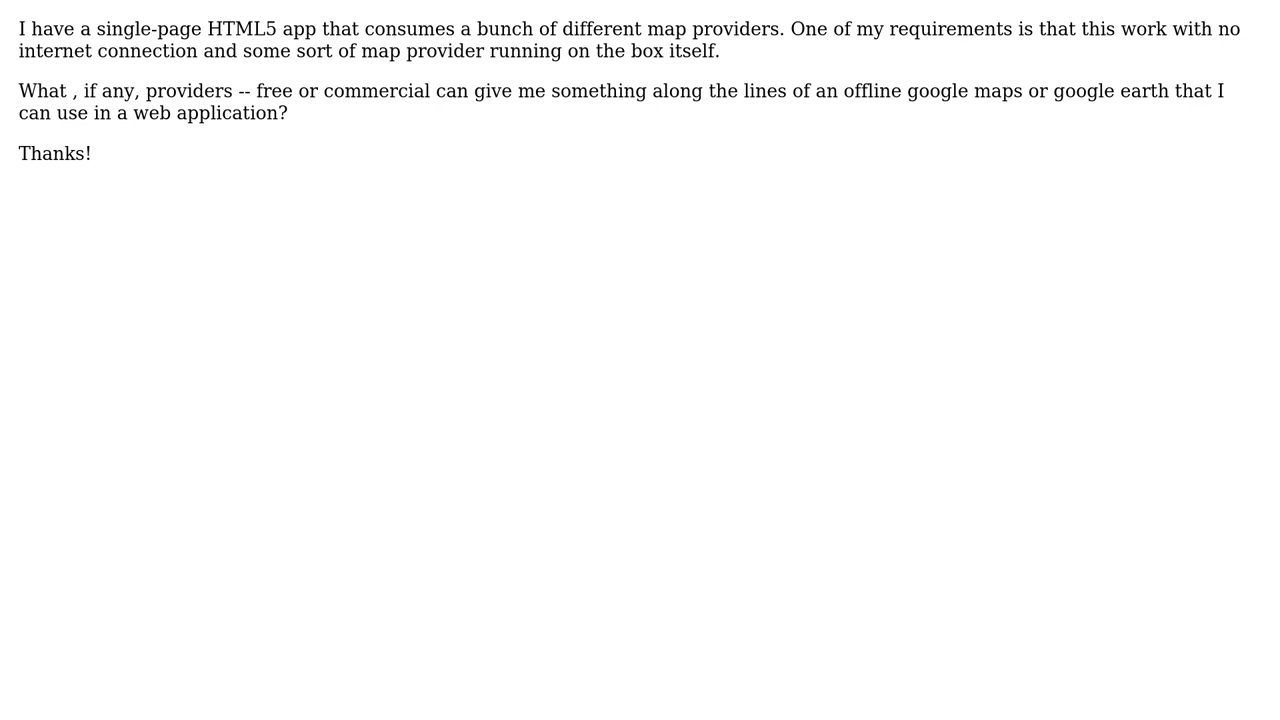 I have a single-page HTML5 app that consumes a bunch of different map providers. One of my requirements is that this work with no
internet connection and some sort of map provider running on the box itself.
What , if any, providers -- free or commercial can give me something along the lines of an offline google maps or google earth that I
can use in a web application?
Thanks!